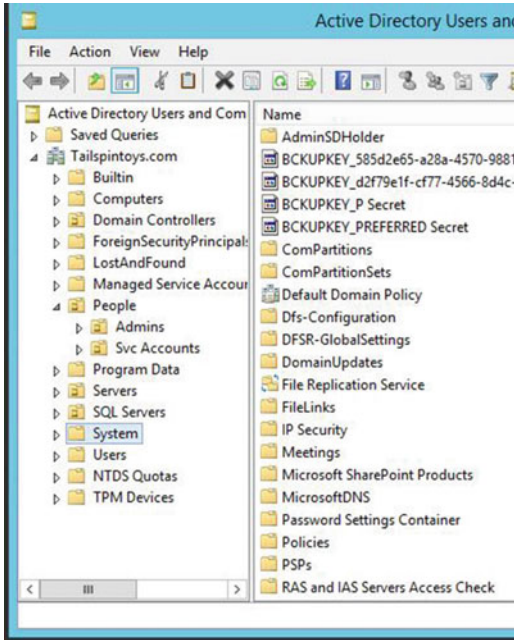 Active Directory Users and
File Action View Help
Active Directory Users and Com
Saved Queries
Tailspintoys.com
Builtin
Computers
Domain Controllers
ForeignSecurityPrincipal:
LostAndFound
Managed Service Accour
People
Admins
Svc Accounts
Program Data
Servers
SQL Servers
System
Users
NTDS Quotas
TPM Devices
Name
AdminSDHolder
BCKUPKEY_585d2e65-a28a-4570-9881
BCKUPKEY_d2f79e1f-cf77-4566-8d4c-
BCKUPKEY_P Secret
BCKUPKEY_PREFERRED Secret
ComPartitions
ComPartitionSets
Default Domain Policy
Dfs-Configuration
DFSR-GlobalSettings
DomainUpdates
File Replication Service
FileLinks
IP Security
Meetings
Microsoft SharePoint Products
MicrosoftDNS
Password Settings Container
Policies
PSPs
RAS and IAS Servers Access Check